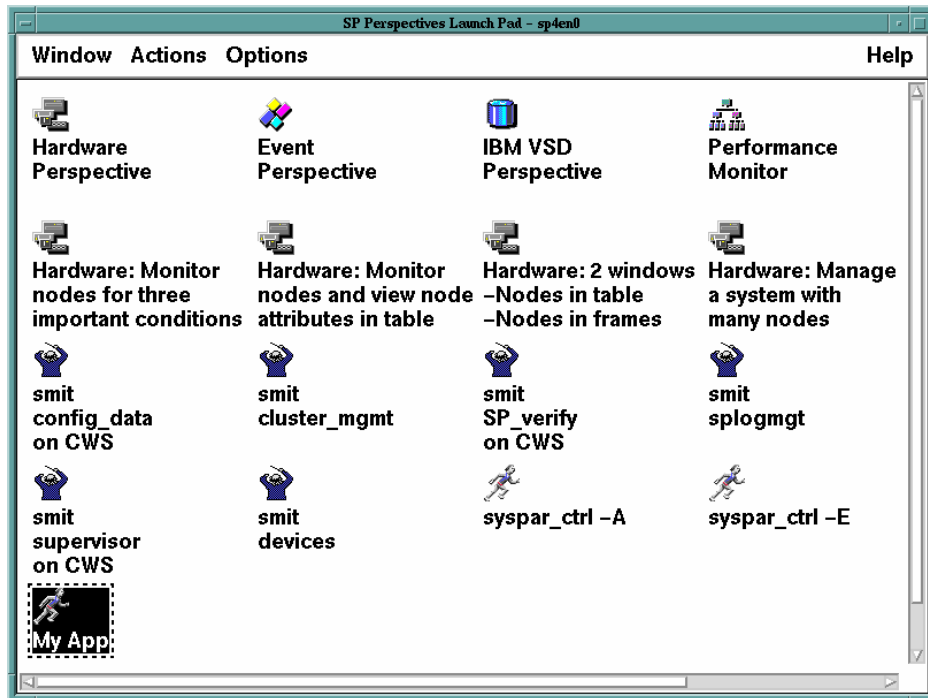 SP Perspectives Launch Pad – sp4en0
Window Actions Options Help
Hardware
Perspective
Event
Perspective
IBM VSD
Perspective
Performance
Monitor
Hardware: Monitor
nodes for three
important conditions
Hardware: Monitor
nodes and view node
attributes in table
Hardware: 2 windows
–Nodes in table
–Nodes in frames
Hardware: Manage
a system with
many nodes
smit
config_data
on CWS
smit
cluster_mgmt
smit
SP_verify
on CWS
smit
splogmgt
smit
supervisor
on CWS
smit
devices
syspar_ctrl –A
syspar_ctrl –E
My App